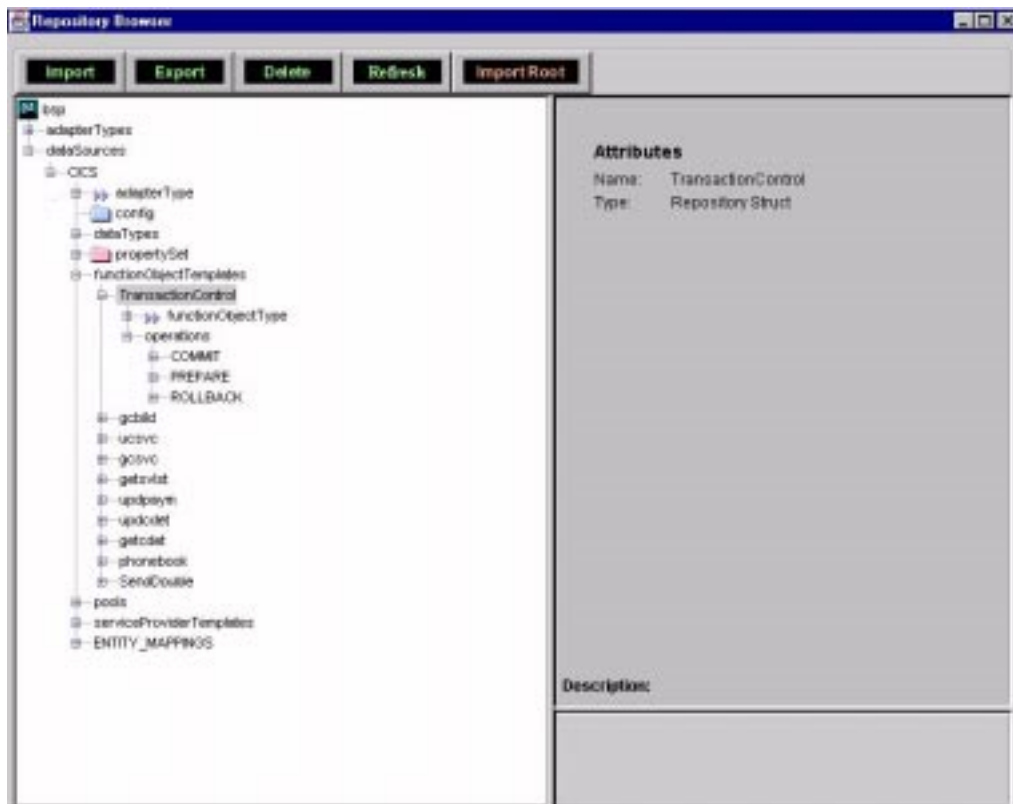 Repository Browser
Import Export Delete Refresh Import Root
bsp
adapterTypes
dataSources
CICS
adapterType
config
dataTypes
propertySet
functionObjectTemplates
TransactionControl
functionObjectType
operations
COMMIT
PREPARE
ROLLBACK
gcbild
ucsvc
gcsvc
getsvlst
updpaym
updcdet
getcdet
phonebook
SendDouble
pools
serviceProviderTemplates
ENTITY_MAPPINGS
Attributes
Name: TransactionControl
Type: Repository Struct
Description: